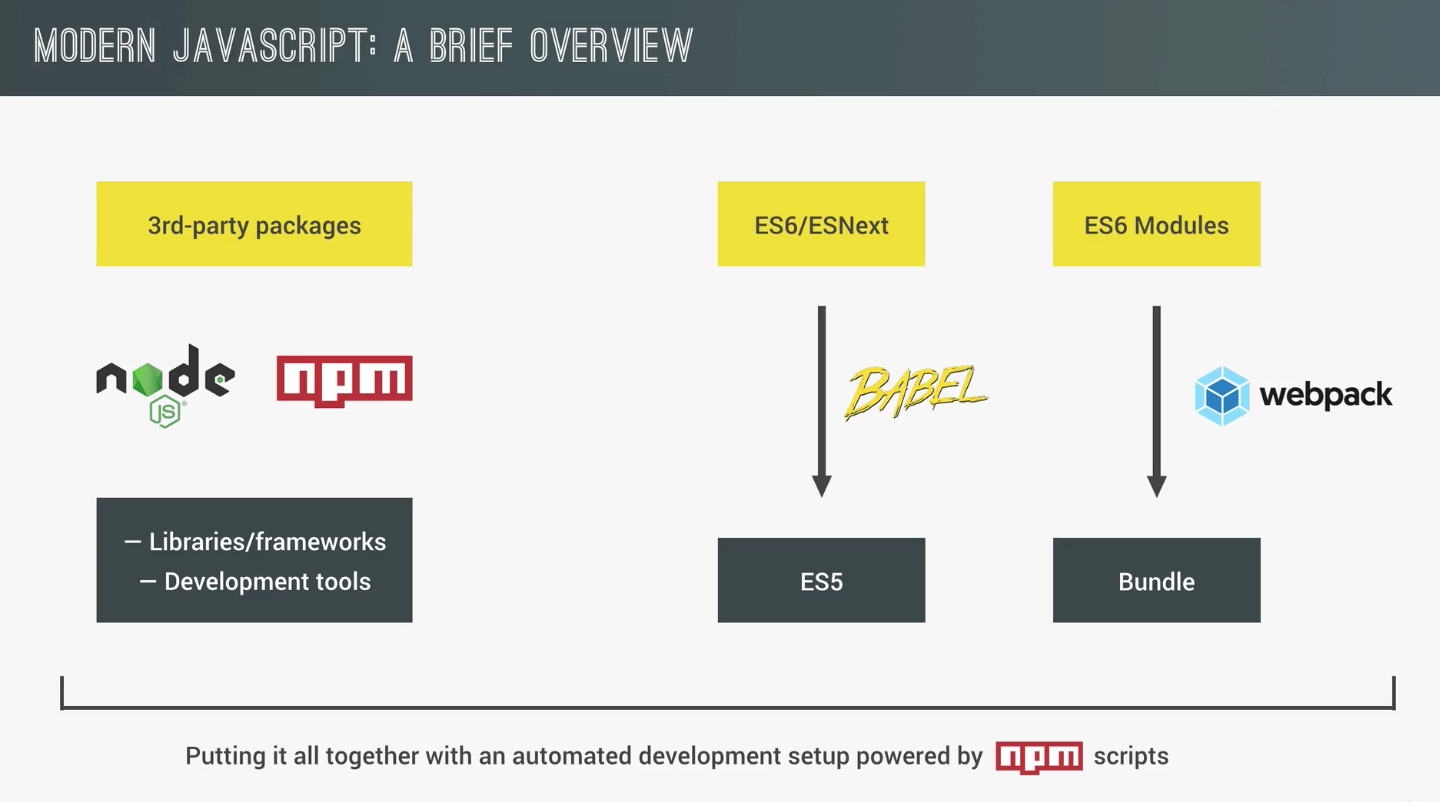 MODERN JAVASCRIPT: A BRIEF OVERVIEW
3rd-party packages
node
JS
npm
— Libraries/frameworks
— Development tools
ES6/ESNext
BABEL
ES5
ES6 Modules
webpack
Bundle
Putting it all together with an automated development setup powered by npm scripts